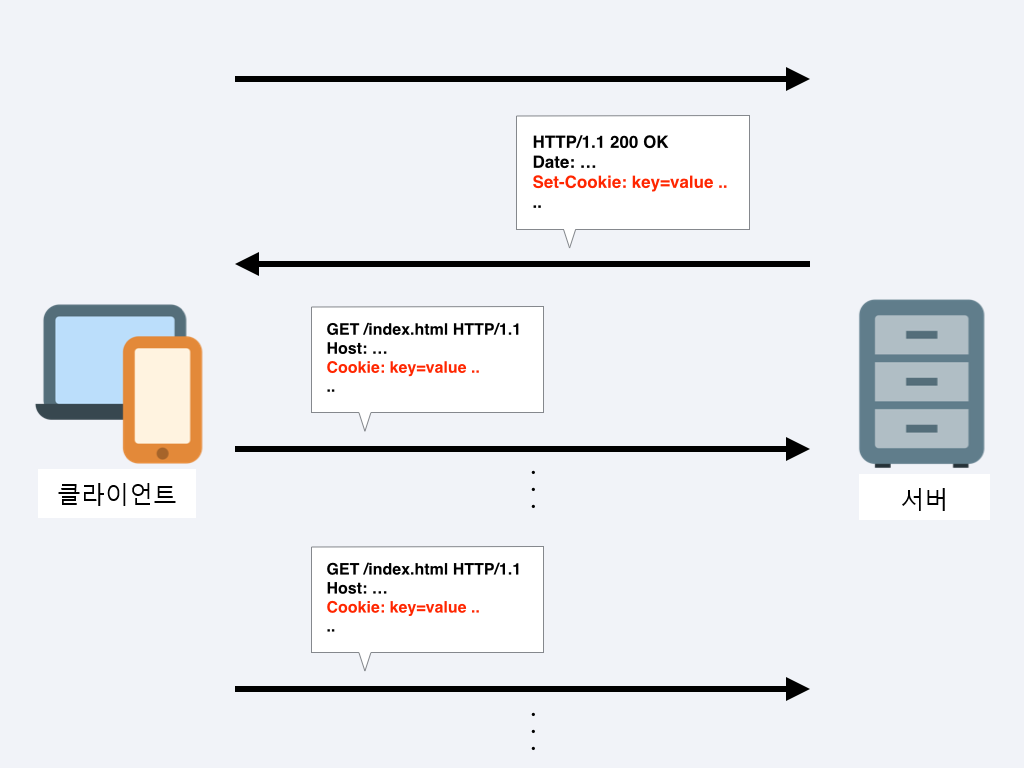 HTTP/1.1 200 OK
Date: …
Set-Cookie: key=value ..
..
GET /index.html HTTP/1.1
Host: …
Cookie: key=value ..
..
클라이언트
서버
GET /index.html HTTP/1.1
Host: …
Cookie: key=value ..
..